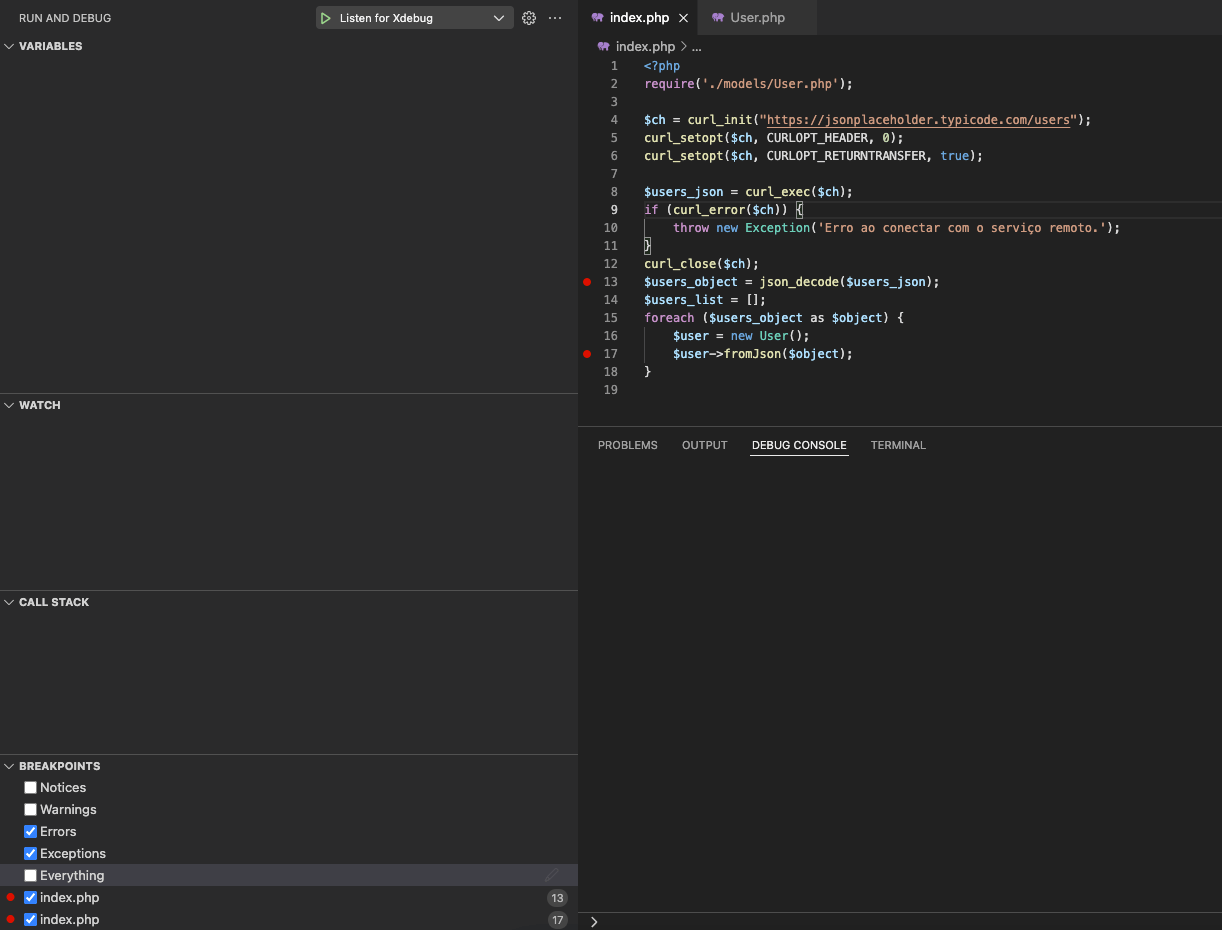 RUN AND DEBUG
Listen for Xdebug
VARIABLES
WATCH
CALL STACK
BREAKPOINTS
Notices
Warnings
Errors
Exceptions
Everything
index.php 13
index.php 17
index.php User.php
index.php > ...
1 <?php
2 require('./models/User.php');
3
4 $ch = curl_init("https://jsonplaceholder.typicode.com/users");
5 curl_setopt($ch, CURLOPT_HEADER, 0);
6 curl_setopt($ch, CURLOPT_RETURNTRANSFER, true);
7
8 $users_json = curl_exec($ch);
9 if (curl_error($ch)) {
10     throw new Exception('Erro ao conectar com o serviço remoto.');
11 }
12 curl_close($ch);
13 $users_object = json_decode($users_json);
14 $users_list = [];
15 foreach ($users_object as $object) {
16     $user = new User();
17     $user->fromJson($object);
18 }
19
PROBLEMS OUTPUT DEBUG CONSOLE TERMINAL